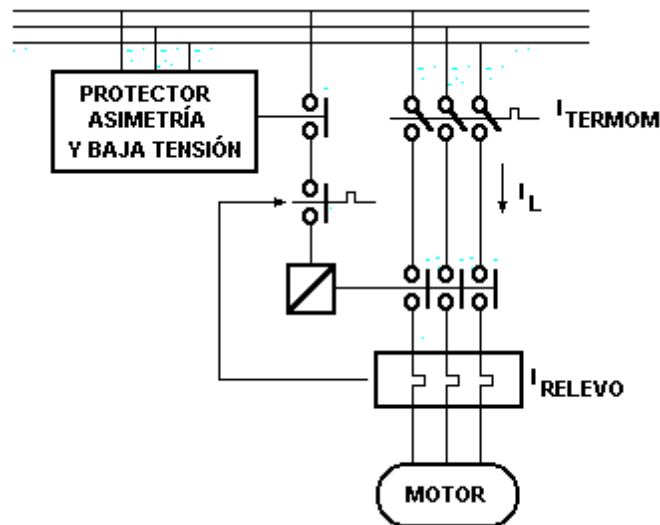 PROTECTOR
ASIMETRÍA
Y BAJA TENSIÓN
I TERMOM
I L
I RELEVO
MOTOR